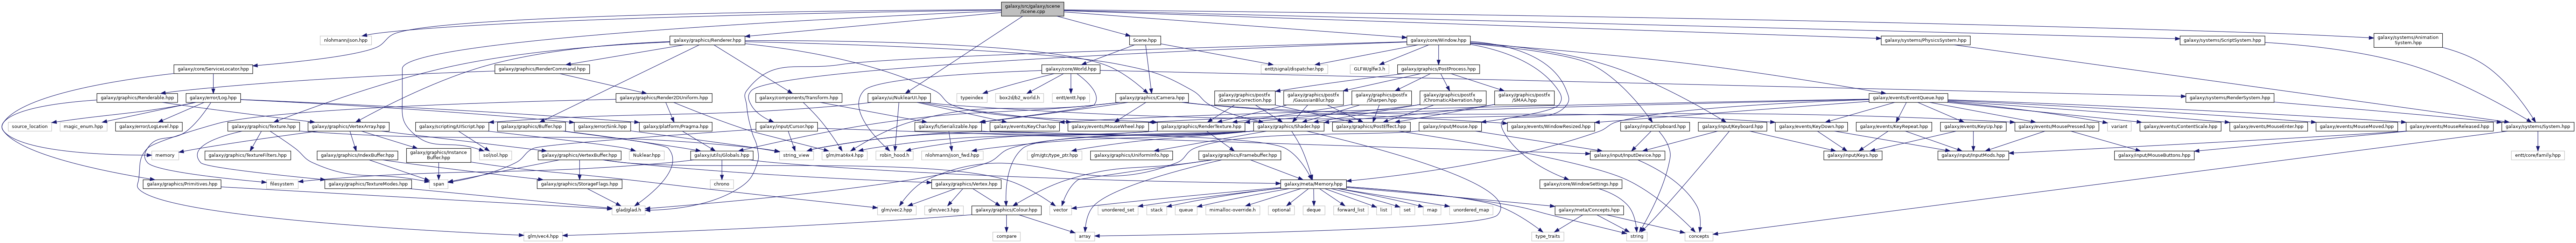 galaxy/src/galaxy/scene
/Scene.cpp
nlohmann/json.hpp
galaxy/graphics/Renderer.hpp
Scene.hpp
galaxy/core/Window.hpp
galaxy/systems/PhysicsSystem.hpp
galaxy/systems/ScriptSystem.hpp
galaxy/systems/Animation
System.hpp
galaxy/core/ServiceLocator.hpp
galaxy/graphics/RenderCommand.hpp
galaxy/core/World.hpp
entt/signal/dispatcher.hpp
GLFW/glfw3.h
galaxy/graphics/PostProcess.hpp
galaxy/graphics/Renderable.hpp
galaxy/error/Log.hpp
galaxy/graphics/Render2DUniform.hpp
galaxy/components/Transform.hpp
galaxy/ui/NuklearUI.hpp
typeindex
box2d/b2_world.h
entt/entt.hpp
galaxy/graphics/Camera.hpp
galaxy/graphics/postfx
/GammaCorrection.hpp
galaxy/graphics/postfx
/GaussianBlur.hpp
galaxy/graphics/postfx
/Sharpen.hpp
galaxy/graphics/postfx
/ChromaticAberration.hpp
galaxy/graphics/postfx
/SMAA.hpp
galaxy/events/EventQueue.hpp
galaxy/systems/RenderSystem.hpp
source_location
magic_enum.hpp
galaxy/error/LogLevel.hpp
galaxy/graphics/Texture.hpp
galaxy/graphics/VertexArray.hpp
galaxy/scripting/UIScript.hpp
galaxy/graphics/Buffer.hpp
galaxy/error/Sink.hpp
galaxy/platform/Pragma.hpp
galaxy/input/Cursor.hpp
galaxy/fs/Serializable.hpp
galaxy/events/KeyChar.hpp
galaxy/events/MouseWheel.hpp
galaxy/graphics/RenderTexture.hpp
galaxy/graphics/Shader.hpp
galaxy/graphics/PostEffect.hpp
galaxy/input/Mouse.hpp
galaxy/events/WindowResized.hpp
galaxy/input/Clipboard.hpp
galaxy/input/Keyboard.hpp
galaxy/events/KeyDown.hpp
galaxy/events/KeyRepeat.hpp
galaxy/events/KeyUp.hpp
galaxy/events/MousePressed.hpp
variant
galaxy/events/ContentScale.hpp
galaxy/events/MouseEnter.hpp
galaxy/events/MouseMoved.hpp
galaxy/events/MouseReleased.hpp
galaxy/systems/System.hpp
memory
galaxy/graphics/TextureFilters.hpp
galaxy/graphics/IndexBuffer.hpp
galaxy/graphics/Instance
Buffer.hpp
sol/sol.hpp
galaxy/graphics/VertexBuffer.hpp
Nuklear.hpp
galaxy/utils/Globals.hpp
string_view
glm/mat4x4.hpp
robin_hood.h
nlohmann/json_fwd.hpp
glm/gtc/type_ptr.hpp
galaxy/graphics/UniformInfo.hpp
galaxy/graphics/Framebuffer.hpp
galaxy/input/InputDevice.hpp
galaxy/input/Keys.hpp
galaxy/input/InputMods.hpp
galaxy/input/MouseButtons.hpp
entt/core/family.hpp
galaxy/graphics/Primitives.hpp
filesystem
galaxy/graphics/TextureModes.hpp
span
galaxy/graphics/StorageFlags.hpp
chrono
galaxy/graphics/Vertex.hpp
galaxy/meta/Memory.hpp
galaxy/core/WindowSettings.hpp
glad/glad.h
glm/vec2.hpp
glm/vec3.hpp
galaxy/graphics/Colour.hpp
vector
unordered_set
stack
queue
mimalloc-override.h
optional
deque
forward_list
list
set
map
unordered_map
galaxy/meta/Concepts.hpp
glm/vec4.hpp
compare
array
type_traits
string
concepts